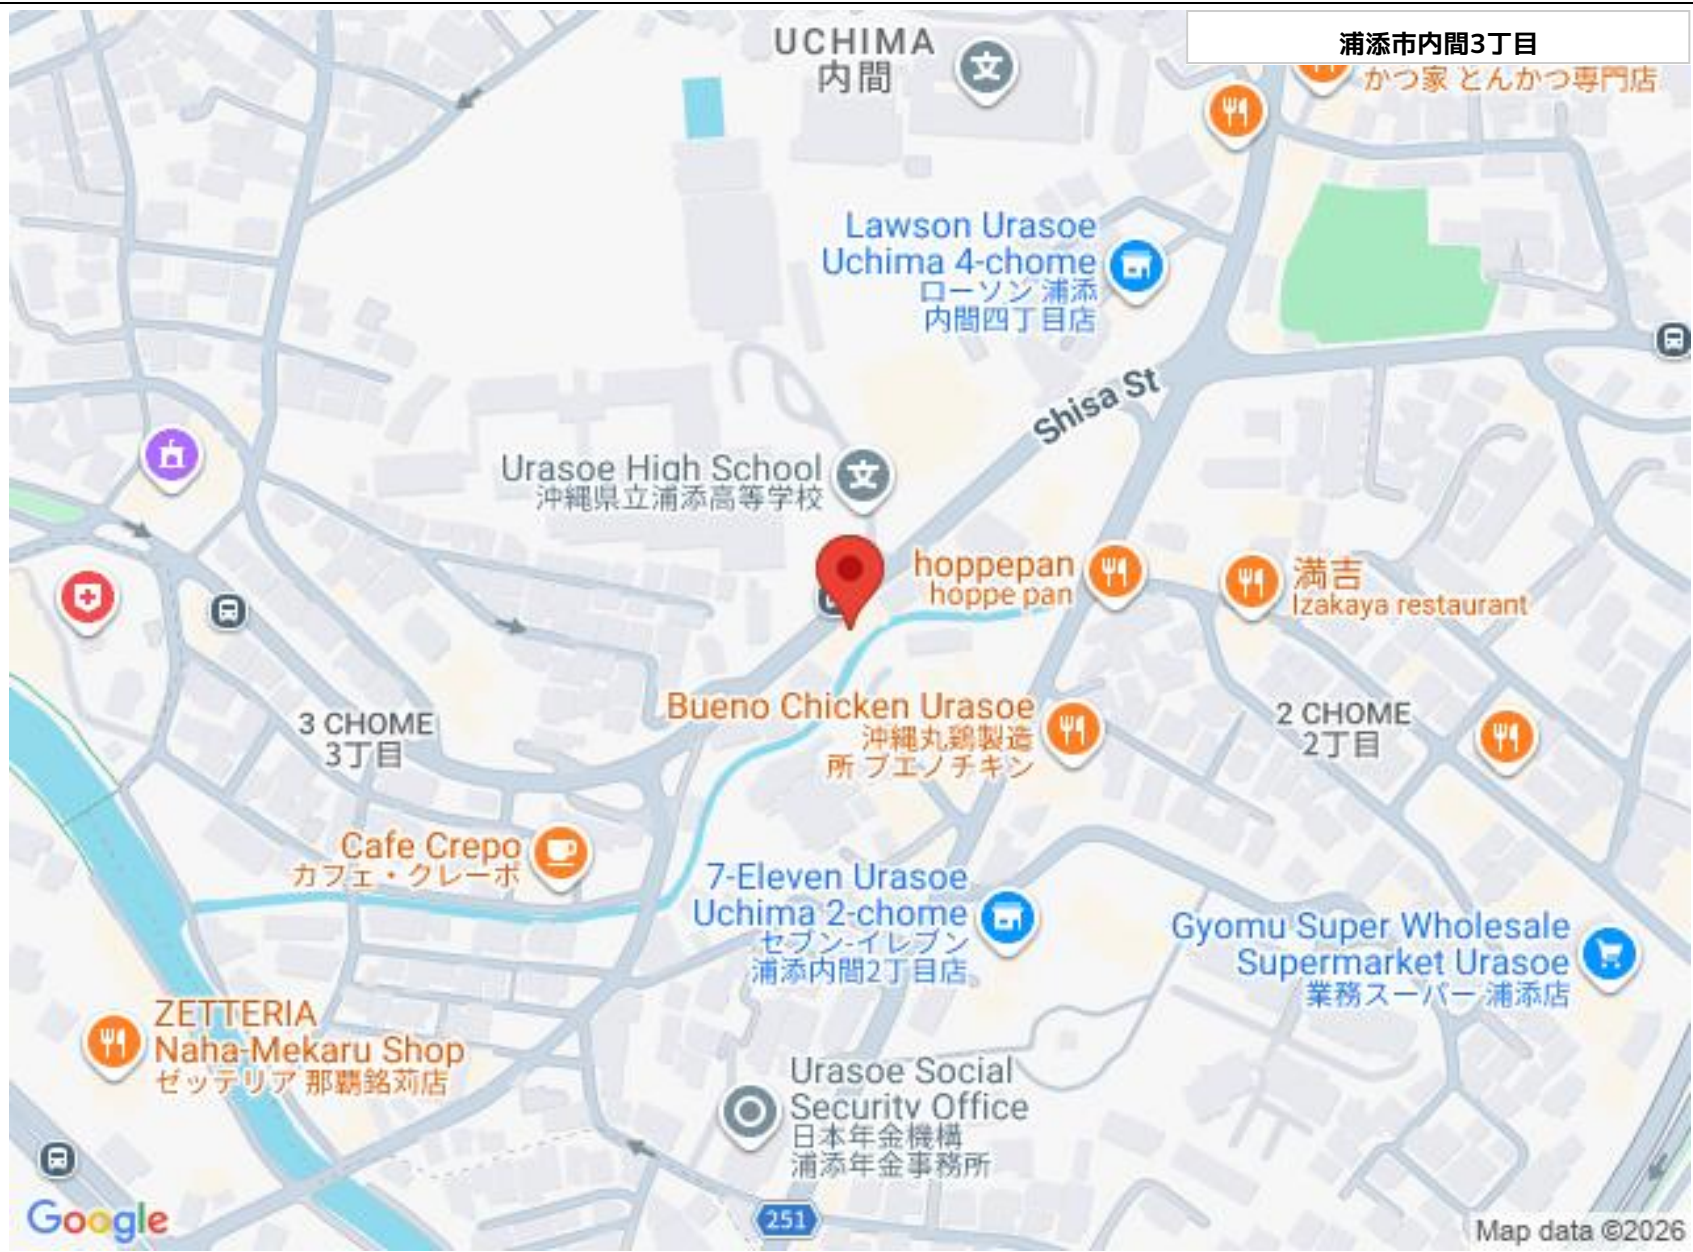 浦添市内間3丁目
UCHIMA
内間
かつ家 とんかつ専門店
Lawson Urasoe
Uchima 4-chome
ローソン 浦添
内間四丁目店
Shisa St
Urasoe High School
沖縄県立浦添高等学校
hoppepan
hoppe pan
満吉
Izakaya restaurant
Bueno Chicken Urasoe
沖縄丸鶏製造
所 ブエノチキン
3 CHOME
3丁目
2 CHOME
2丁目
Cafe Crepo
カフェ・クレーポ
7-Eleven Urasoe
Uchima 2-chome
セブン-イレブン
浦添内間2丁目店
Gyomu Super Wholesale
Supermarket Urasoe
業務スーパー 浦添店
ZETTERIA
Naha-Mekaru Shop
ゼッテリア 那覇銘苅店
Urasoe Social
Security Office
日本年金機構
浦添年金事務所
251
Google
Map data ©2026